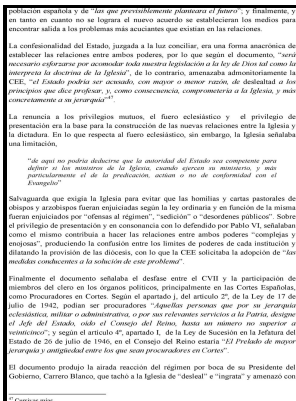 población española y de "las que previsiblemente planteara el futuro"; y finalmente, y
en tanto en cuanto no se lograra el nuevo acuerdo se establecieran los medios para
encontrar salida a los problemas más acuciantes que existían en las relaciones.
La confesionalidad del Estado, juzgada a la luz conciliar, era una forma anacrónica de
establecer las relaciones entre ambos poderes, por lo que según el documento, "será
necesario esforzarse por acomodar toda nuestra legislación a la ley de Dios tal como la
interpreta la doctrina de la Iglesia", de lo contrario, amenazaba admonitoriamente la
CEE, "el Estado podría ser acusado, con mayor o menor razón, de deslealtad a los
principios que dice profesar, y, como consecuencia, comprometería a la Iglesia, y más
concretamente a su jerarquía"47.
La renuncia a los privilegios mutuos, el fuero eclesiástico y el privilegio de
presentación era la base para la construcción de las nuevas relaciones entre la Iglesia y
la dictadura. En lo que respecta al fuero eclesiástico, sin embargo, la Iglesia señalaba
una limitación,
"de aquí no podría deducirse que la autoridad del Estado sea competente para
definir si los ministros de la Iglesia, cuando ejercen su ministerio, y más
particularmente el de la predicación, actúan o no de conformidad con el
Evangelio"
Salvaguarda que exigía la Iglesia para evitar que las homilías y cartas pastorales de
obispos y arzobispos fueran enjuiciadas según la ley ordinaria y en función de la misma
fueran enjuiciados por "ofensas al régimen", "sedición" o "desordenes públicos". Sobre
el privilegio de presentación y en consonancia con lo defendido por Pablo VI, señalaban
como el mismo contribuía a hacer las relaciones entre ambos poderes "complejas y
enojosas", produciendo la confusión entre los límites de poderes de cada institución y
dilatando la provisión de las diócesis, con lo que la CEE solicitaba la adopción de "las
medidas conducentes a la solución de este problema".
Finalmente el documento señalaba el desfase entre el CVII y la participación de
miembros del clero en los órganos políticos, principalmente en las Cortes Españolas,
como Procuradores en Cortes. Según el apartado j, del artículo 2º, de la Ley de 17 de
julio de 1942, podían ser procuradores "Aquellas personas que por su jerarquía
eclesiástica, militar o administrativa, o por sus relevantes servicios a la Patria, designe
el Jefe del Estado, oído el Consejo del Reino, hasta un número no superior a
veinticinco"; y según el artículo 4º, apartado I, de la Ley de Sucesión en la Jefatura del
Estado de 26 de julio de 1946, en el Consejo del Reino estaría "El Prelado de mayor
jerarquía y antigüedad entre los que sean procuradores en Cortes".
El documento produjo la airada reacción del régimen por boca de su Presidente del
Gobierno, Carrero Blanco, que tachó a la Iglesia de "desleal" e "ingrata" y amenazó con